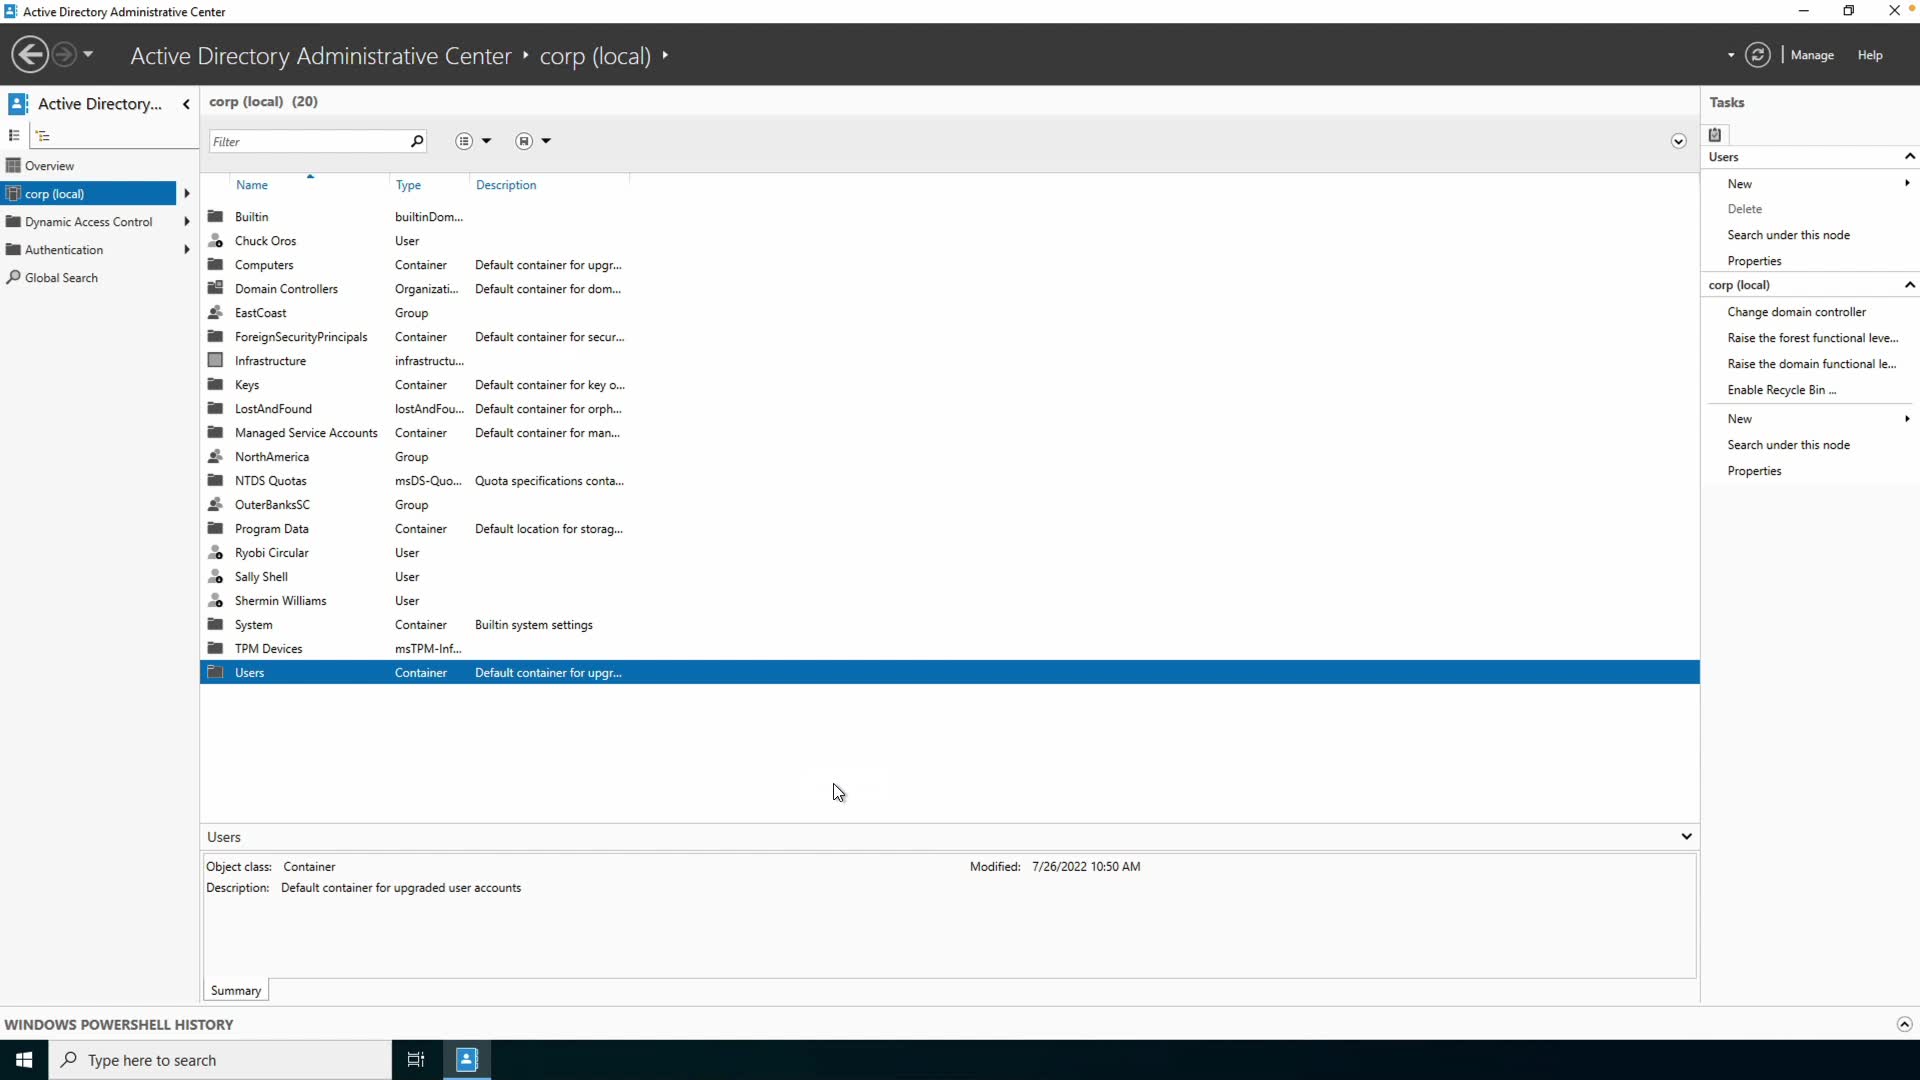 Active Directory Administrative Center
Active Directory Administrative Center corp (local)
Manage Help
Active Directory...
Overview
corp (local)
Dynamic Access Control
Authentication
Global Search
corp (local) (20)
Filter
Name Type Description
Builtin builtinDom...
Chuck Oros User
Computers Container Default container for upgr...
Domain Controllers Organizati... Default container for dom...
EastCoast Group
ForeignSecurityPrincipals Container Default container for secur...
Infrastructure infrastructu...
Keys Container Default container for key o...
LostAndFound lostAndFou... Default container for orph...
Managed Service Accounts Container Default container for man...
NorthAmerica Group
NTDS Quotas msDS-Quo... Quota specifications conta...
OuterBanksSC Group
Program Data Container Default location for storag...
Ryobi Circular User
Sally Shell User
Shermin Williams User
System Container Builtin system settings
TPM Devices msTPM-Inf...
Users Container Default container for upgr...
Users
Object class: Container Modified: 7/26/2022 10:50 AM
Description: Default container for upgraded user accounts
Summary
Tasks
Users
New
Delete
Search under this node
Properties
corp (local)
Change domain controller
Raise the forest functional leve...
Raise the domain functional le...
Enable Recycle Bin ...
New
Search under this node
Properties
WINDOWS POWERSHELL HISTORY
Type here to search